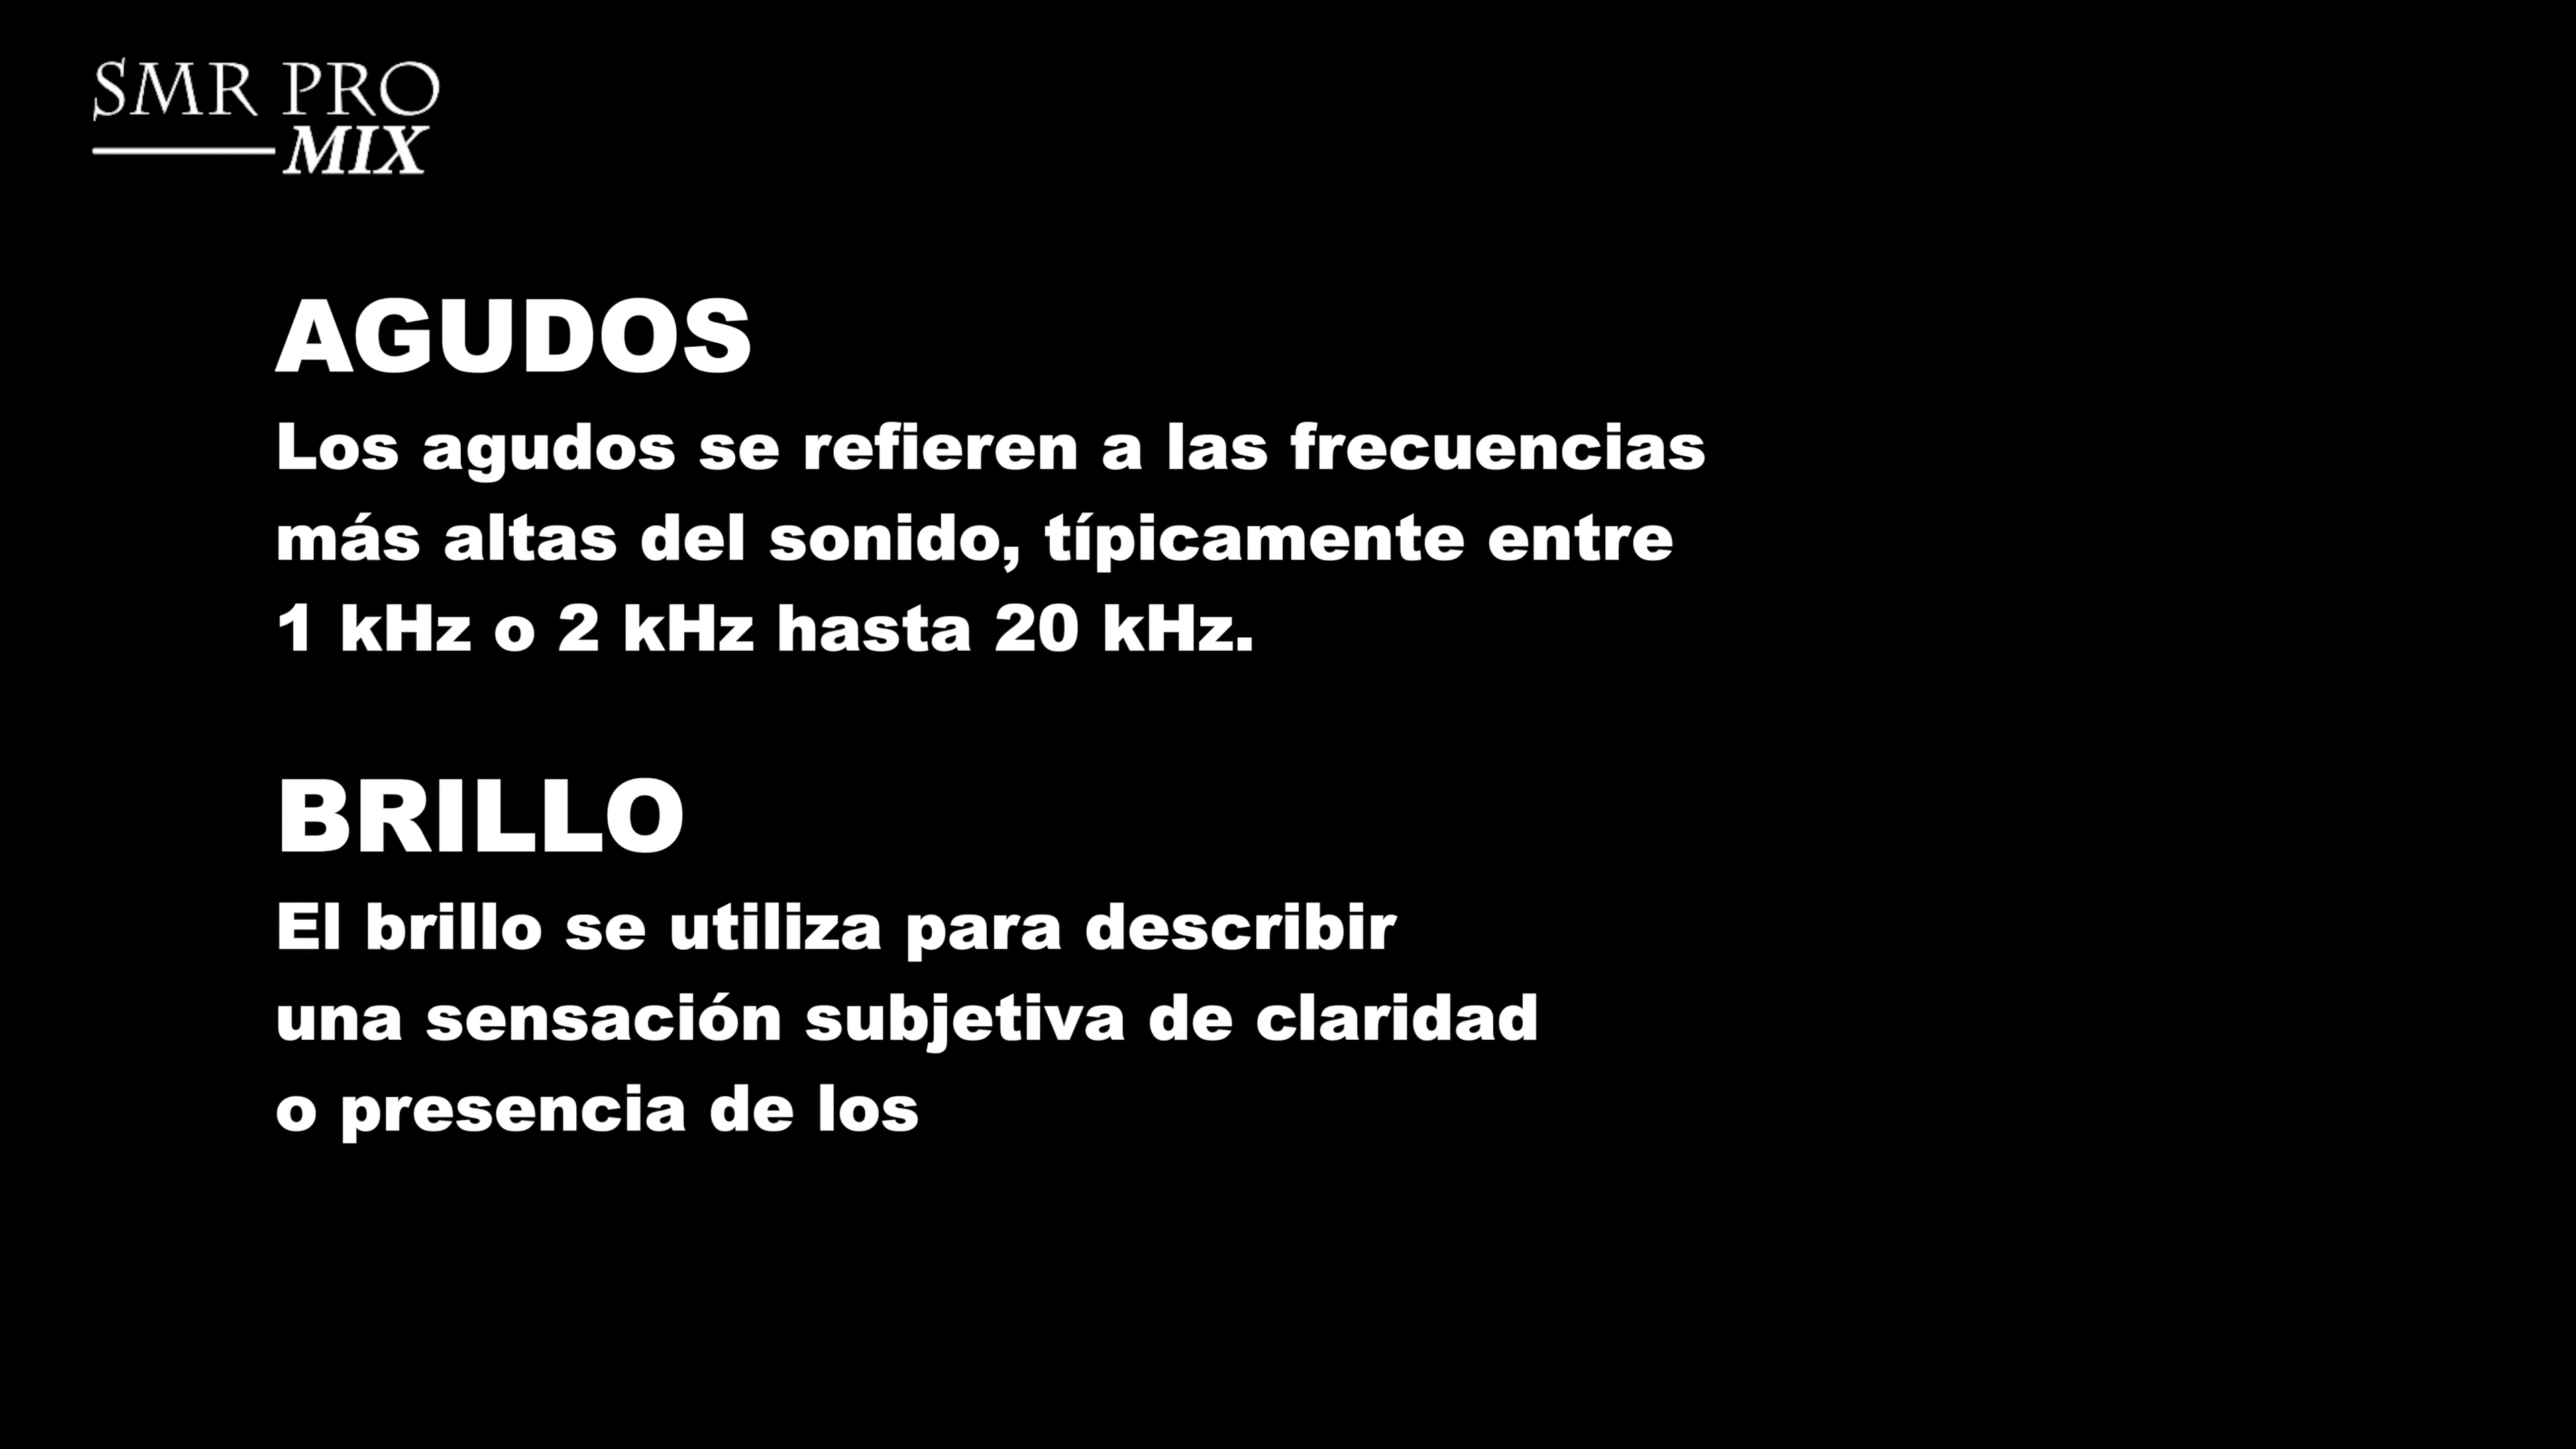 SMR PRO
MIX
AGUDOS
Los agudos se refieren a las frecuencias
más altas del sonido, típicamente entre
1 kHz o 2 kHz hasta 20 kHz.
BRILLO
El brillo se utiliza para describir
una sensación subjetiva de claridad
o presencia de los